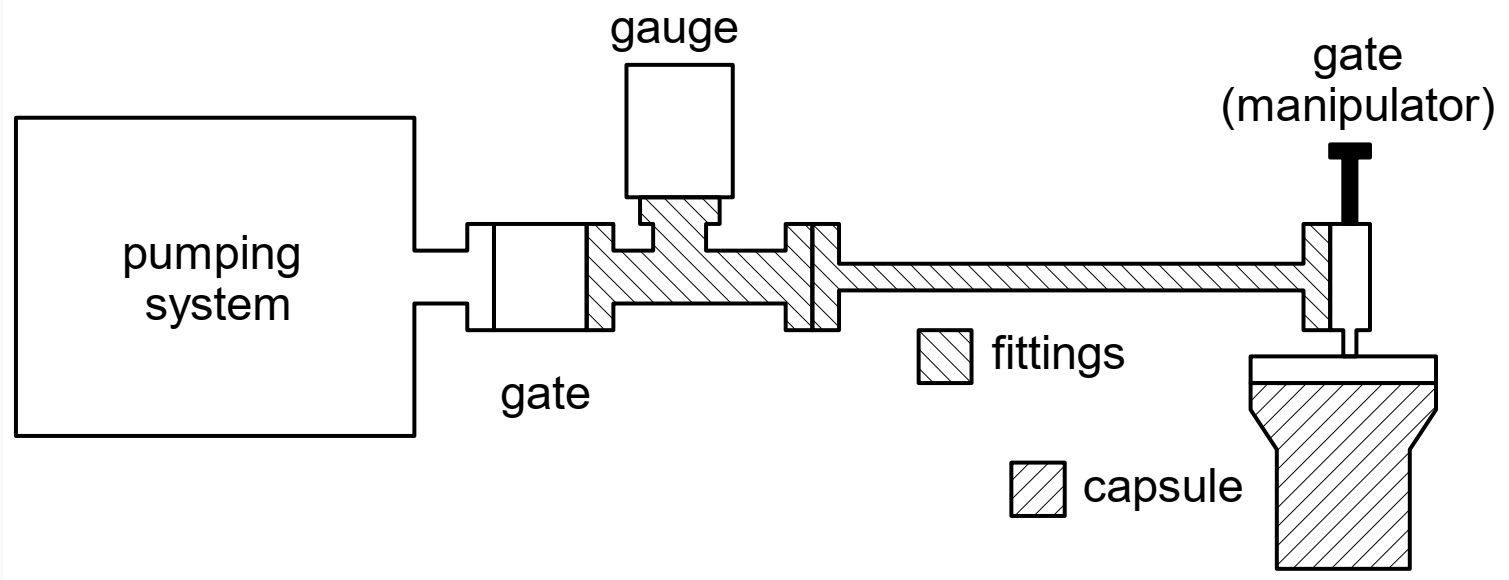 gauge
gate
(manipulator)
pumping
system
gate
fittings
capsule